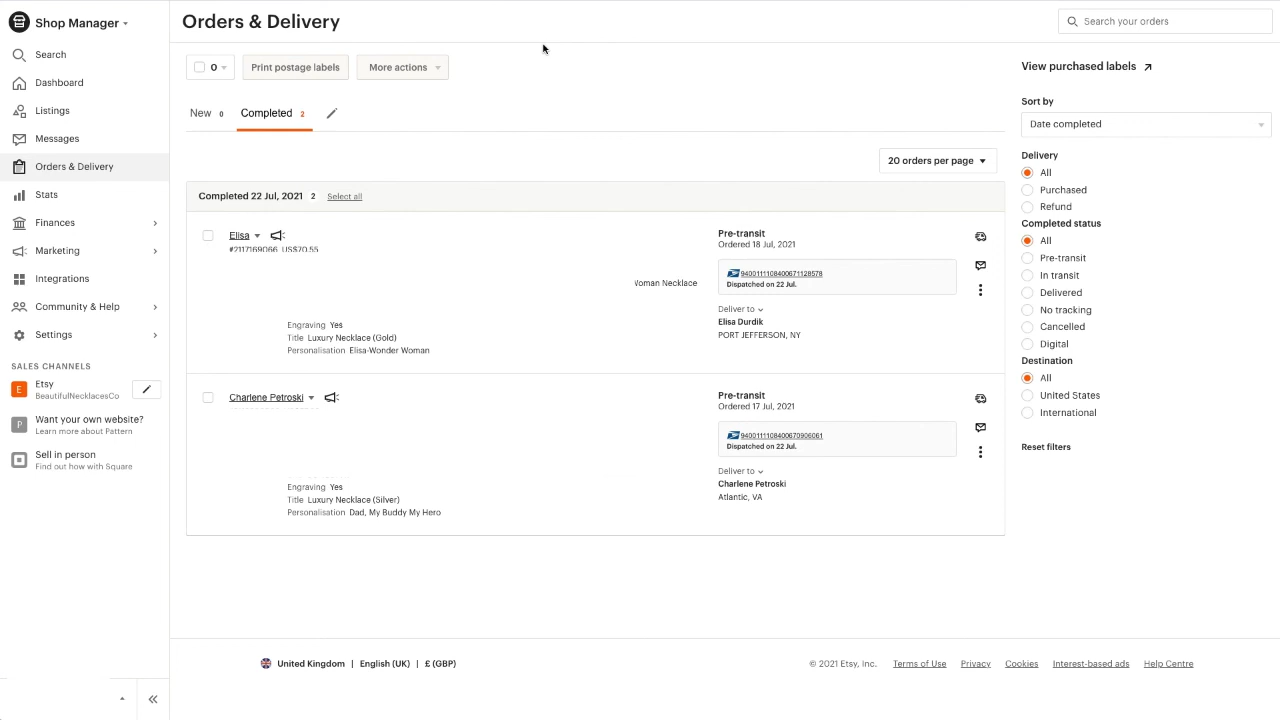 Shop Manager
Search
Dashboard
Listings
Messages
Orders & Delivery
Stats
Finances
Marketing
Integrations
Community & Help
Settings
SALES CHANNELS
E
Etsy
BeautifulNecklacesCo
P
Want your own website?
Learn more about Pattern
Sell in person
Find out how with Square
Orders & Delivery
Search your orders
0
Print postage labels
More actions
New 0
Completed 2
20 orders per page
Completed 22 Jul, 2021 2 Select all
Elisa
#2117169066 US$70.55
Woman Necklace
Engraving Yes
Title Luxury Necklace (Gold)
Personalisation Elisa-Wonder Woman
Pre-transit
Ordered 18 Jul, 2021
9400111108400671128578
Dispatched on 22 Jul.
Deliver to
Elisa Durdik
PORT JEFFERSON, NY
Charlene Petroski
Engraving Yes
Title Luxury Necklace (Silver)
Personalisation Dad, My Buddy My Hero
Pre-transit
Ordered 17 Jul, 2021
9400111108400670906061
Dispatched on 22 Jul.
Deliver to
Charlene Petroski
Atlantic, VA
View purchased labels
Sort by
Date completed
Delivery
All
Purchased
Refund
Completed status
All
Pre-transit
In transit
Delivered
No tracking
Cancelled
Digital
Destination
All
United States
International
Reset filters
United Kingdom | English (UK) | £ (GBP)
© 2021 Etsy, Inc. Terms of Use Privacy Cookies Interest-based ads Help Centre